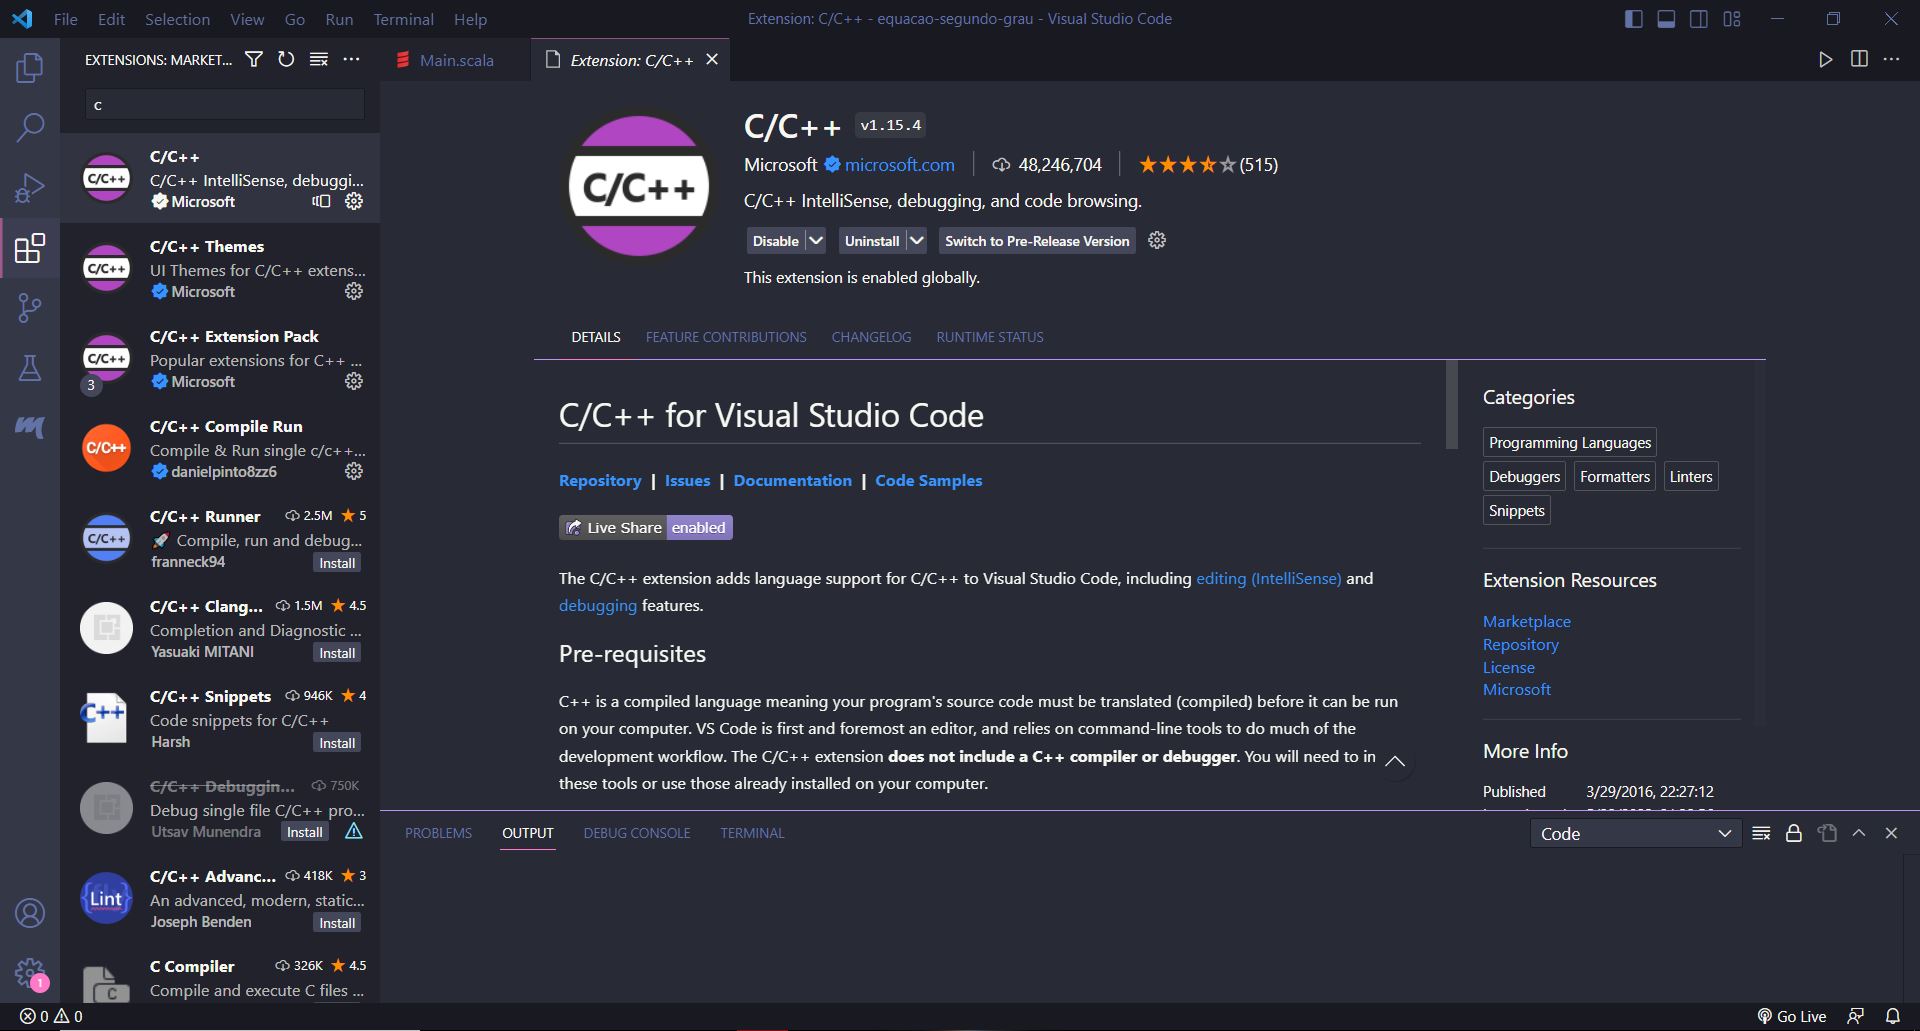 File Edit Selection View Go Run Terminal Help
Extension: C/C++ - equacao-segundo-grau - Visual Studio Code
EXTENSIONS: MARKET...
Main.scala
Extension: C/C++
c
C/C++
C/C++ IntelliSense, debuggi...
Microsoft
C/C++ Themes
UI Themes for C/C++ extens...
Microsoft
C/C++ Extension Pack
Popular extensions for C++ ...
Microsoft
3
C/C++ Compile Run
Compile & Run single c/c++...
danielpinto8zz6
C/C++ Runner 2.5M 5
Compile, run and debug...
franneck94 Install
C/C++ Clang... 1.5M 4.5
Completion and Diagnostic ...
Yasuaki MITANI Install
C/C++ Snippets 946K 4
Code snippets for C/C++
Harsh Install
C/C++ Debuggin... 750K
Debug single file C/C++ pro...
Utsav Munendra Install
C/C++ Advanc... 418K 3
An advanced, modern, static...
Joseph Benden Install
C Compiler 326K 4.5
Compile and execute C files ...
C/C++
C/C++
C/C++
C/C++
C/C++
C++
{Lint}
C
1
C/C++
C/C++ v1.15.4
Microsoft microsoft.com 48,246,704 (515)
C/C++ IntelliSense, debugging, and code browsing.
Disable Uninstall Switch to Pre-Release Version
This extension is enabled globally.
DETAILS FEATURE CONTRIBUTIONS CHANGELOG RUNTIME STATUS
C/C++ for Visual Studio Code
Repository | Issues | Documentation | Code Samples
Live Share enabled
The C/C++ extension adds language support for C/C++ to Visual Studio Code, including editing (IntelliSense) and
debugging features.
Pre-requisites
C++ is a compiled language meaning your program's source code must be translated (compiled) before it can be run
on your computer. VS Code is first and foremost an editor, and relies on command-line tools to do much of the
development workflow. The C/C++ extension does not include a C++ compiler or debugger. You will need to in
these tools or use those already installed on your computer.
Categories
Programming Languages
Debuggers Formatters Linters
Snippets
Extension Resources
Marketplace
Repository
License
Microsoft
More Info
Published 3/29/2016, 22:27:12
PROBLEMS OUTPUT DEBUG CONSOLE TERMINAL
Code
0 0
Go Live